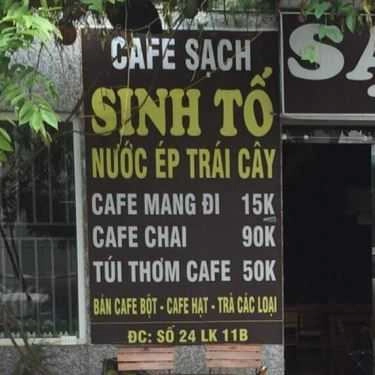 CAFE SẠCH
SINH TỐ
NƯỚC ÉP TRÁI CÂY
CAFE MANG ĐI 15K
CAFE CHAI 90K
TÚI THƠM CAFE 50K
BÁN CAFE BỘT - CAFE HẠT - TRÀ CÁC LOẠI
ĐC: SỐ 24 LK 11B